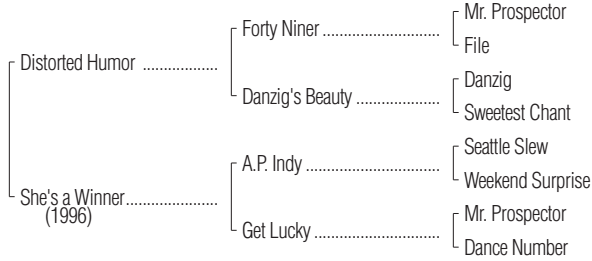 Mr. Prospector
Forty Niner ............................
File
Distorted Humor ...................
Danzig
Danzig's Beauty ....................
Sweetest Chant
Seattle Slew
A.P. Indy ................................
Weekend Surprise
She's a Winner.......................
(1996)
Mr. Prospector
Get Lucky ..............................
Dance Number